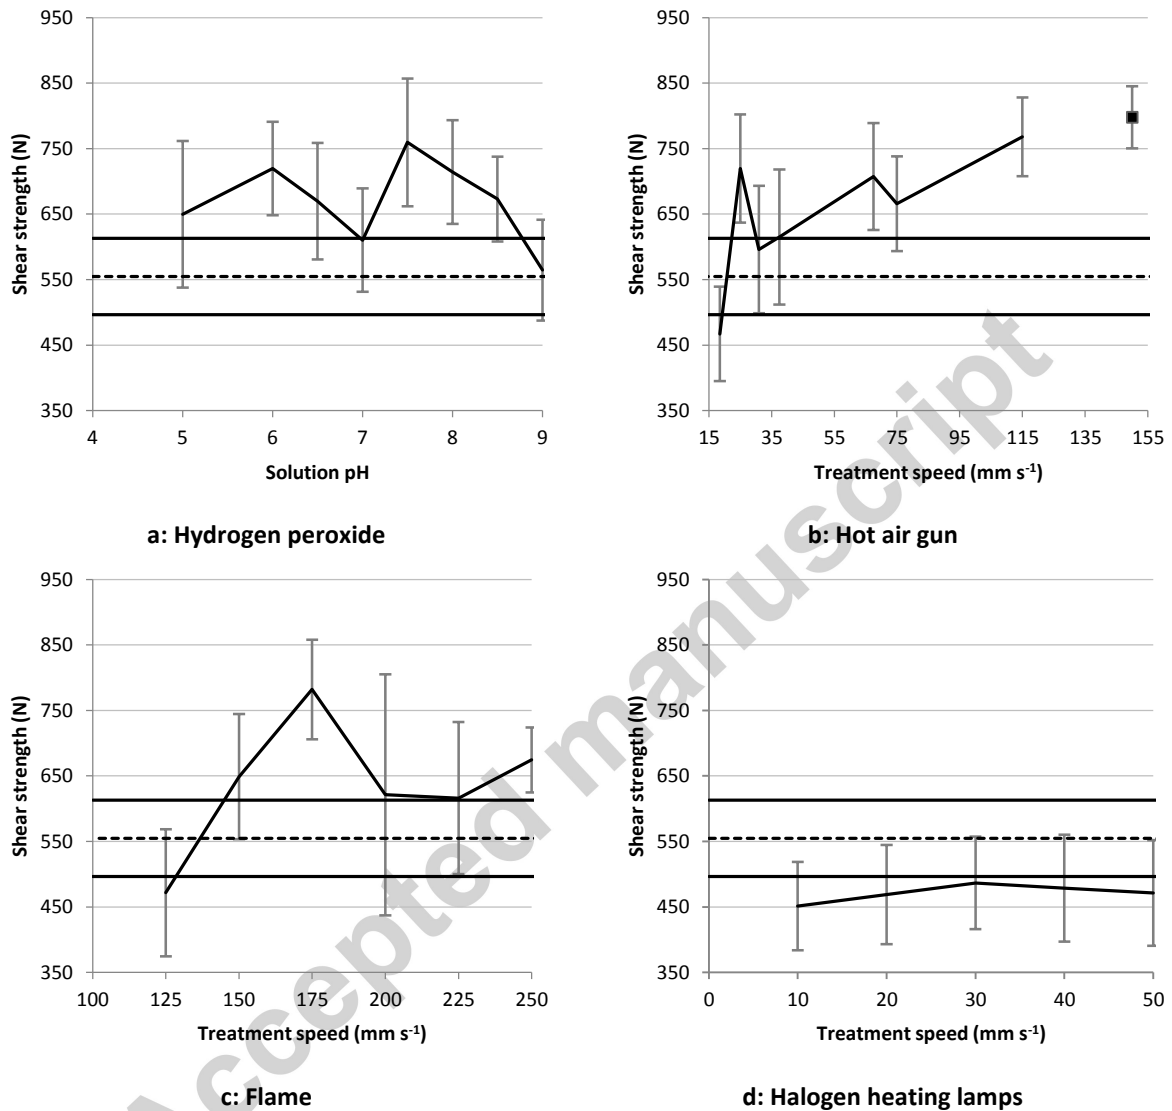 950
850
750
650
550
450
350
Shear strength (N)
4 5 6 7 8 9
Solution pH
a: Hydrogen peroxide
950
850
750
650
550
450
350
Shear strength (N)
15 35 55 75 95 115 135 155
Treatment speed (mm s⁻¹)
b: Hot air gun
950
850
750
650
550
450
350
Shear strength (N)
100 125 150 175 200 225 250
Treatment speed (mm s⁻¹)
c: Flame
950
850
750
650
550
450
350
Shear strength (N)
0 10 20 30 40 50
Treatment speed (mm s⁻¹)
d: Halogen heating lamps
Accepted manuscript